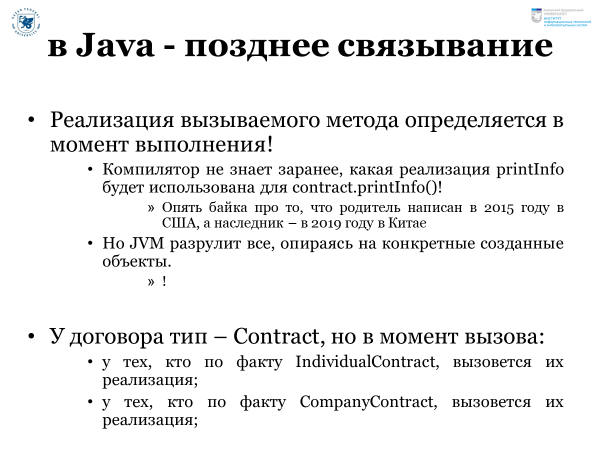 в Java - позднее связывание
• Реализация вызываемого метода определяется в
момент выполнения!
• Компилятор не знает заранее, какая реализация printInfo
будет использована для contract.printInfo()!
» Опять байка про то, что родитель написан в 2015 году в
США, а наследник – в 2019 году в Китае
• Но JVM разрулит все, опираясь на конкретные созданные
объекты.
» !
• У договора тип – Contract, но в момент вызова:
• у тех, кто по факту IndividualContract, вызовется их
реализация;
• у тех, кто по факту CompanyContract, вызовется их
реализация;